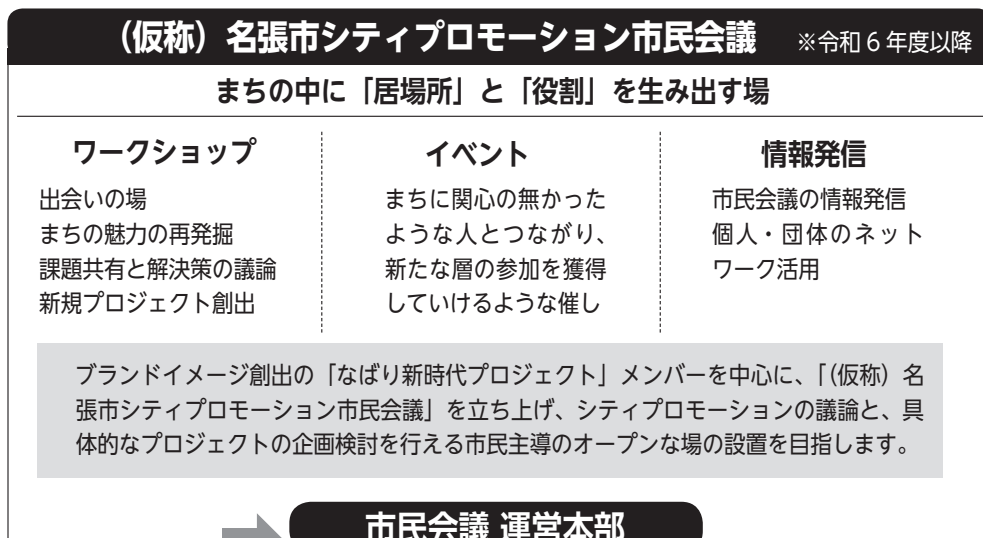 （仮称）名張市シティプロモーション市民会議　※令和6年度以降
まちの中に「居場所」と「役割」を生み出す場
ワークショップ
出会いの場
まちの魅力の再発掘
課題共有と解決策の議論
新規プロジェクト創出
イベント
まちに関心の無かった
ような人とつながり、
新たな層の参加を獲得
していけるような催し
情報発信
市民会議の情報発信
個人・団体のネット
ワーク活用
ブランドイメージ創出の「なばり新時代プロジェクト」メンバーを中心に、「(仮称）名
張市シティプロモーション市民会議」を立ち上げ、シティプロモーションの議論と、具
体的なプロジェクトの企画検討を行える市民主導のオープンな場の設置を目指します。
市民会議 運営本部